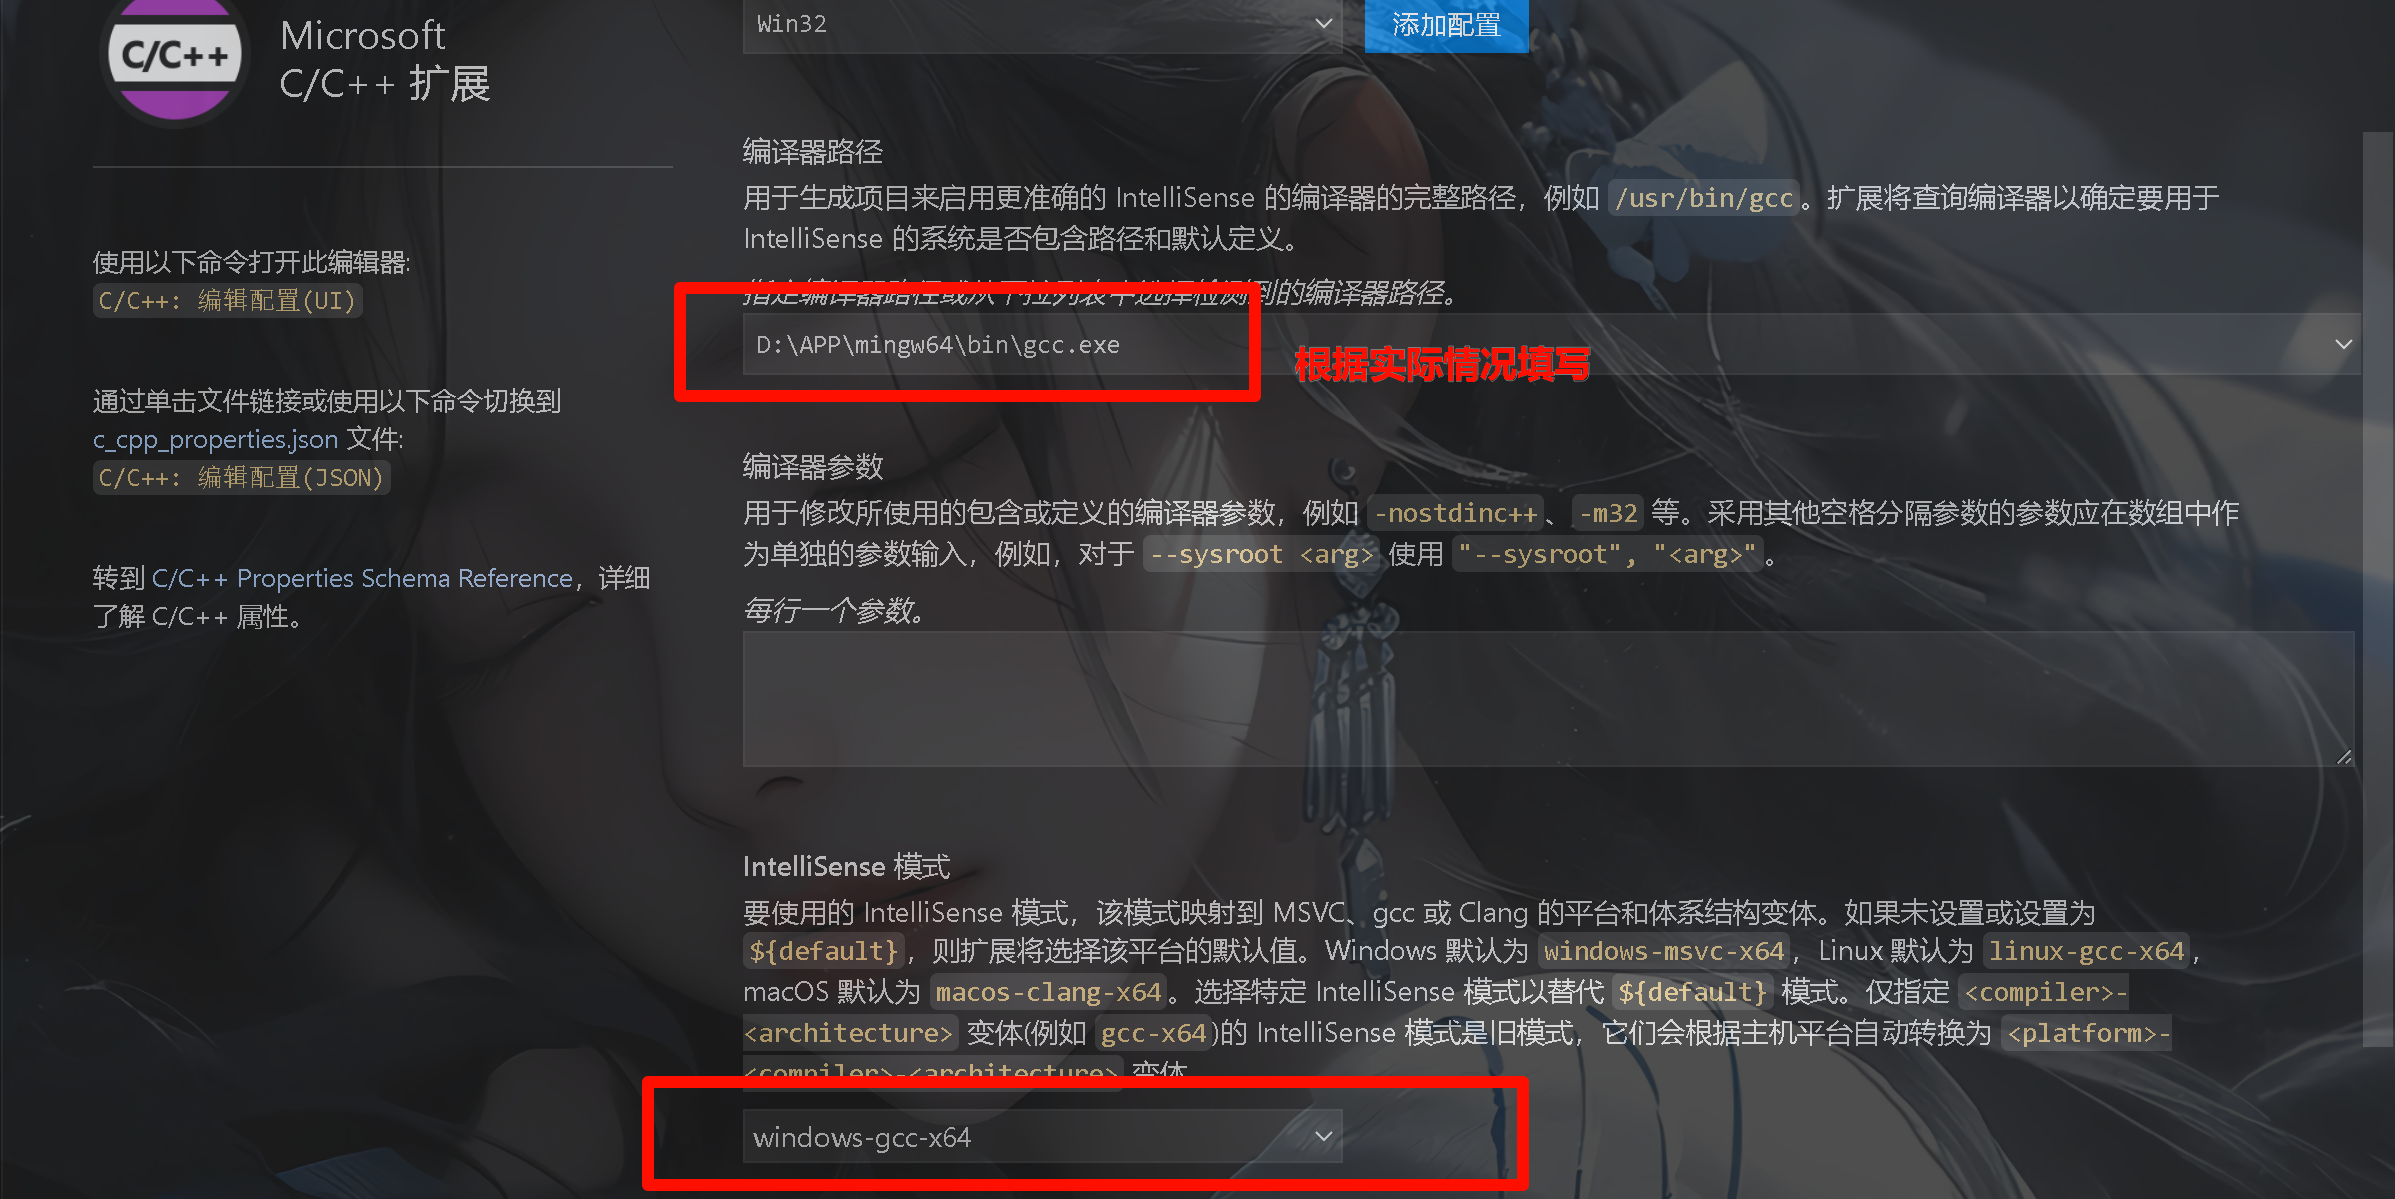 C/C++
Microsoft
C/C++ 扩展
使用以下命令打开此编辑器:
C/C++: 编辑配置(UI)
通过单击文件链接或使用以下命令切换到
c_cpp_properties.json 文件:
C/C++: 编辑配置(JSON)
转到 C/C++ Properties Schema Reference，详细
了解 C/C++ 属性。
Win32
添加配置
编译器路径
用于生成项目来启用更准确的 IntelliSense 的编译器的完整路径，例如 /usr/bin/gcc。扩展将查询编译器以确定要用于
IntelliSense 的系统是否包含路径和默认定义。
指定编译器路径或从下拉列表中选择检测到的编译器路径。
D:\APP\mingw64\bin\gcc.exe
根据实际情况填写
编译器参数
用于修改所使用的包含或定义的编译器参数，例如 -nostdinc++、-m32 等。采用其他空格分隔参数的参数应在数组中作
为单独的参数输入，例如，对于 --sysroot <arg> 使用 "--sysroot", "<arg>"。
每行一个参数。
IntelliSense 模式
要使用的 IntelliSense 模式，该模式映射到 MSVC、gcc 或 Clang 的平台和体系结构变体。如果未设置或设置为
${default}，则扩展将选择该平台的默认值。Windows 默认为 windows-msvc-x64，Linux 默认为 linux-gcc-x64，
macOS 默认为 macos-clang-x64。选择特定 IntelliSense 模式以替代 ${default} 模式。仅指定 <compiler>-
<architecture> 变体(例如 gcc-x64)的 IntelliSense 模式是旧模式，它们会根据主机平台自动转换为 <platform>-
<compiler>-<architecture> 变体
windows-gcc-x64